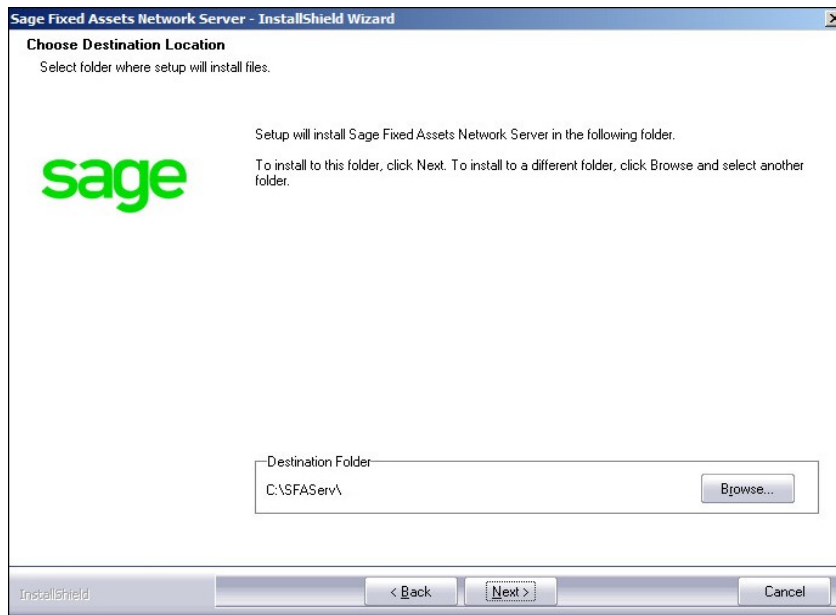 Sage Fixed Assets Network Server - InstallShield Wizard
Choose Destination Location
Select folder where setup will install files.
sage
Setup will install Sage Fixed Assets Network Server in the following folder.
To install to this folder, click Next. To install to a different folder, click Browse and select another
folder.
Destination Folder
C:\SFAServ\
Browse...
InstallShield
< Back
Next >
Cancel